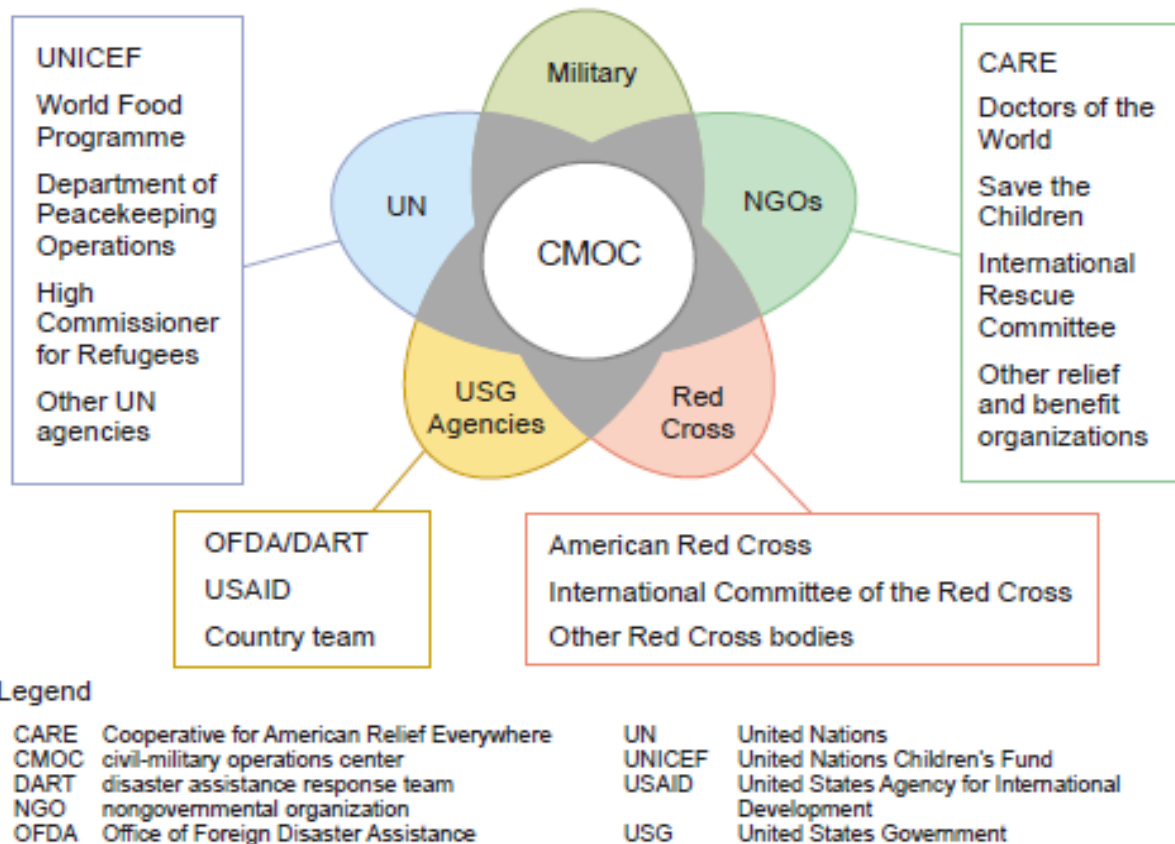 UNICEF
World Food
Programme
Department of
Peacekeeping
Operations
High
Commissioner
for Refugees
Other UN
agencies
Military
UN
NGOs
CMOC
USG
Agencies
Red
Cross
CARE
Doctors of the
World
Save the
Children
International
Rescue
Committee
Other relief
and benefit
organizations
OFDA/DART
USAID
Country team
American Red Cross
International Committee of the Red Cross
Other Red Cross bodies
Legend
CARE Cooperative for American Relief Everywhere
CMOC civil-military operations center
DART disaster assistance response team
NGO nongovernmental organization
OFDA Office of Foreign Disaster Assistance
UN United Nations
UNICEF United Nations Children's Fund
USAID United States Agency for International
Development
USG United States Government